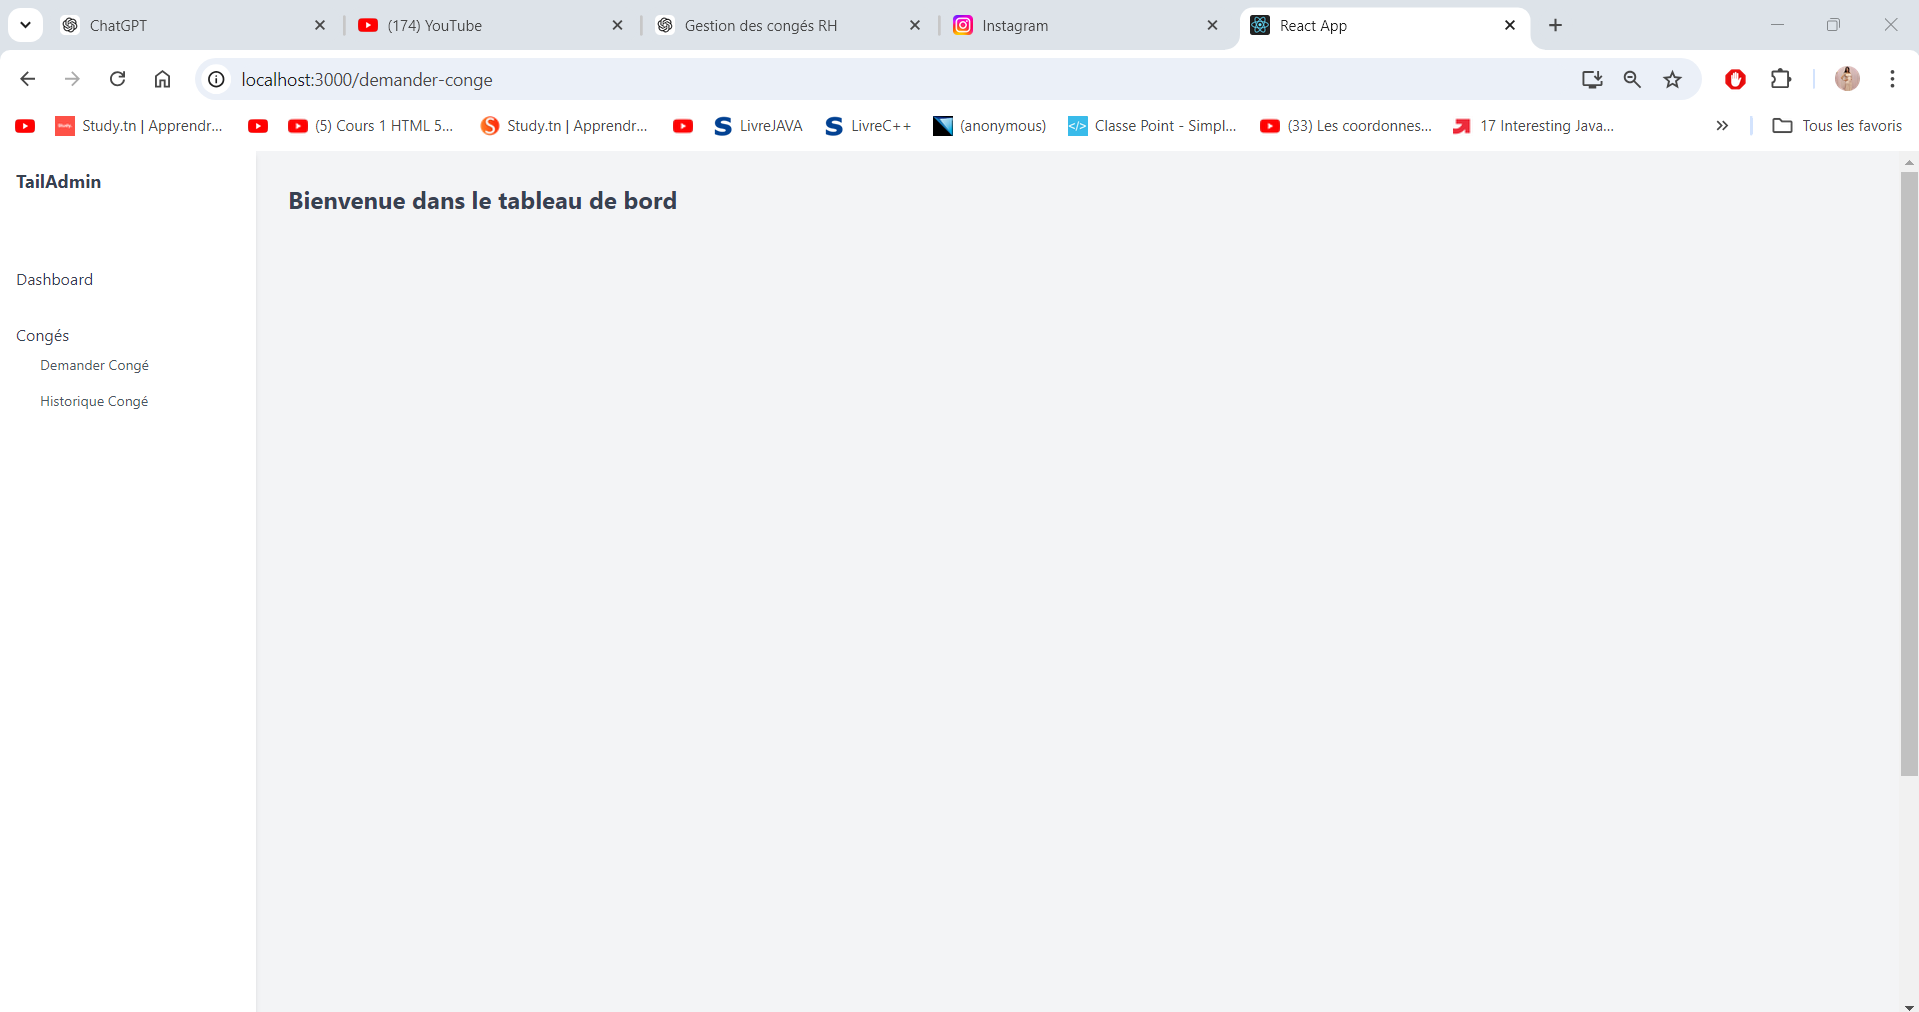 ChatGPT
(174) YouTube
Gestion des congés RH
Instagram
React App
localhost:3000/demander-conge
Study.tn | Apprendr...
(5) Cours 1 HTML 5...
Study.tn | Apprendr...
LivreJAVA
LivreC++
(anonymous)
Classe Point - Simpl...
(33) Les coordonnes...
17 Interesting Java...
Tous les favoris
TailAdmin
Bienvenue dans le tableau de bord
Dashboard
Congés
Demander Congé
Historique Congé